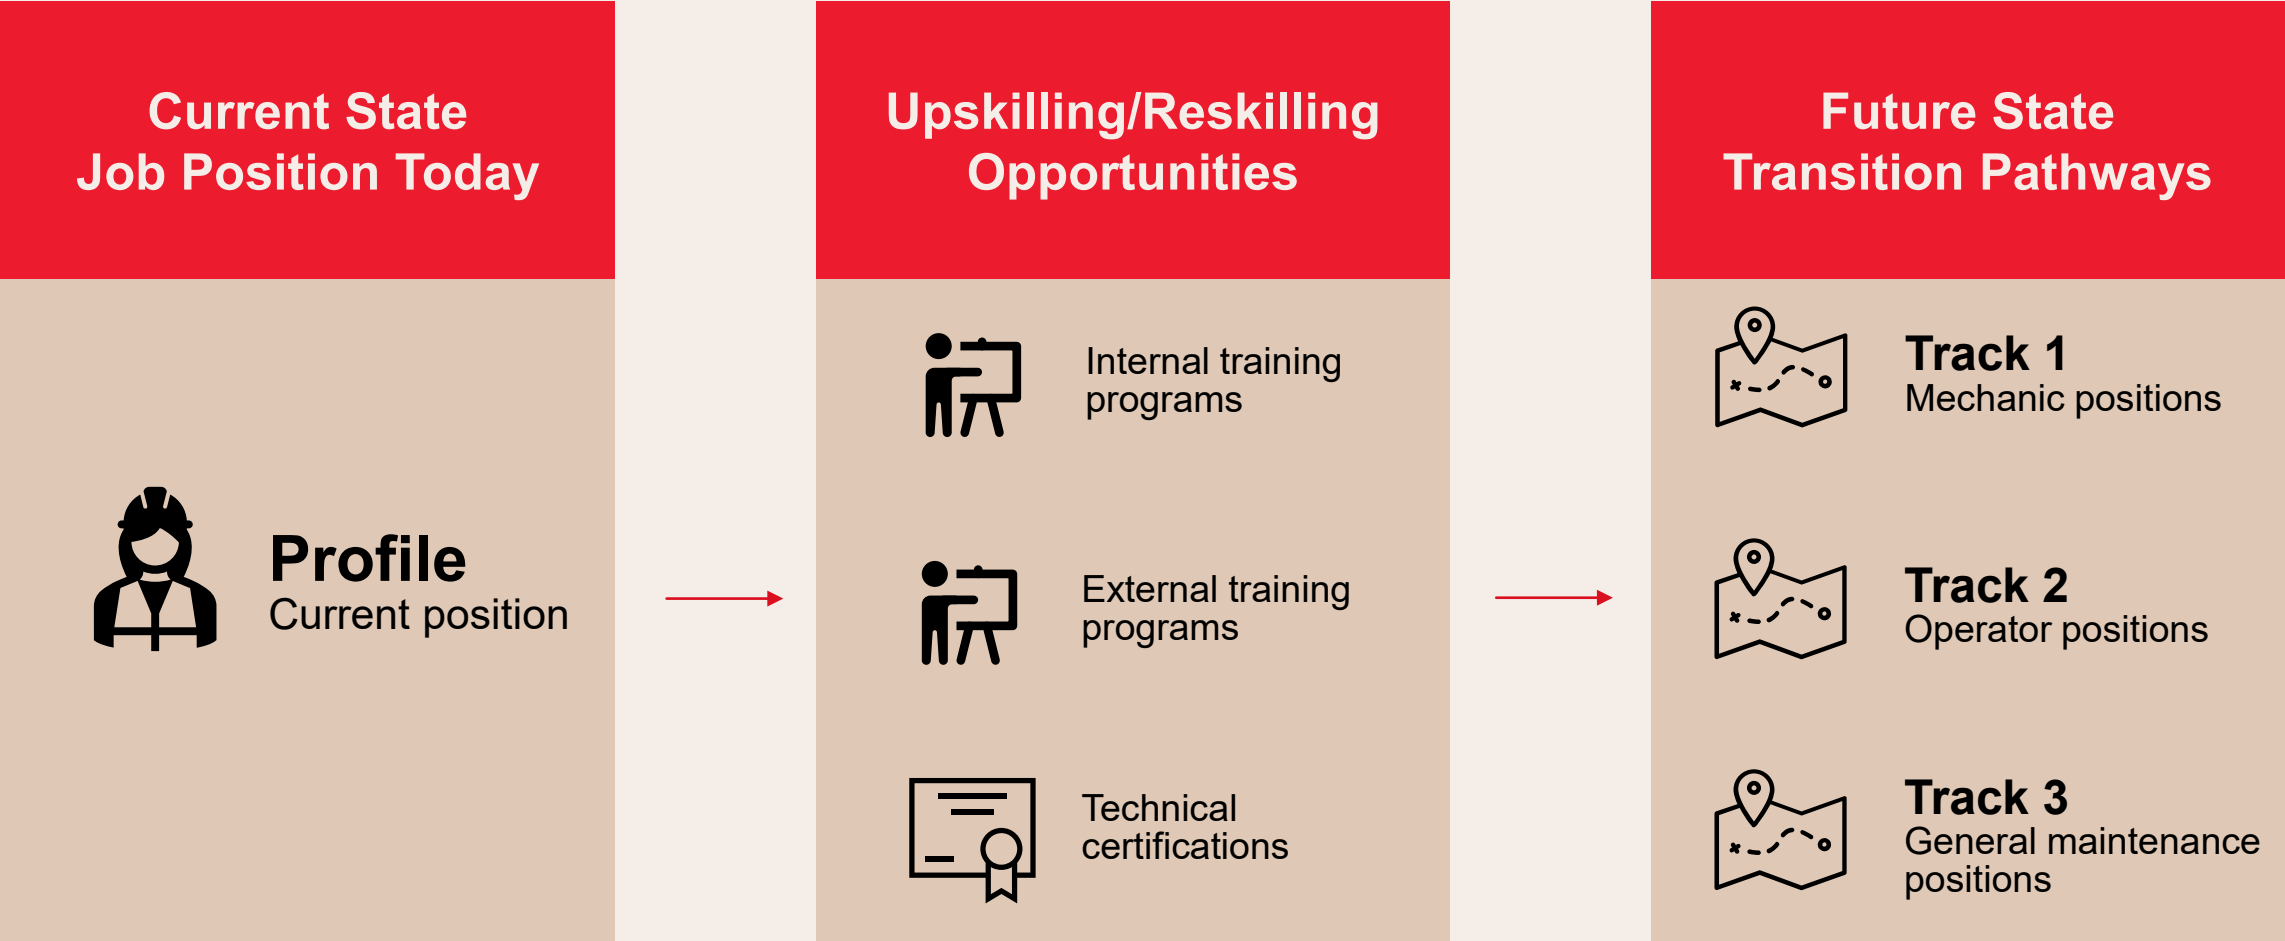 Current State
Job Position Today
Profile
Current position
Upskilling/Reskilling
Opportunities
Internal training
programs
External training
programs
Technical
certifications
Future State
Transition Pathways
Track 1
Mechanic positions
Track 2
Operator positions
Track 3
General maintenance
positions